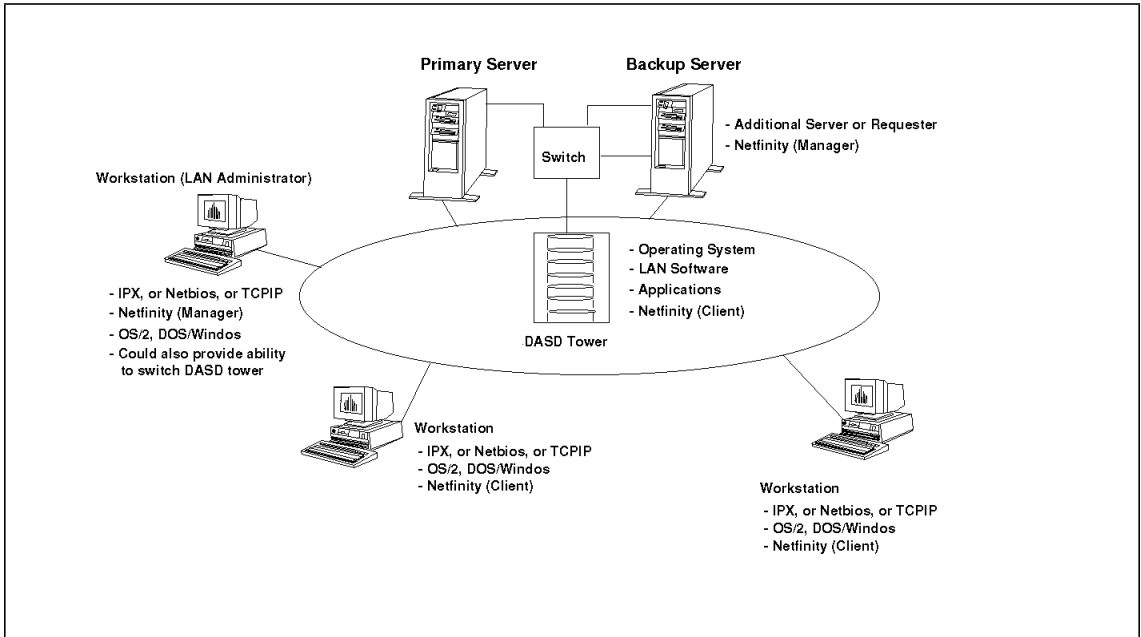 Primary Server
Backup Server
- Additional Server or Requester
- Netfinity (Manager)
Switch
Workstation (LAN Administrator)
- IPX, or Netbios, or TCPIP
- Netfinity (Manager)
- OS/2, DOS/Windos
- Could also provide ability
to switch DASD tower
- Operating System
- LAN Software
- Applications
- Netfinity (Client)
DASD Tower
Workstation
- IPX, or Netbios, or TCPIP
- OS/2, DOS/Windos
- Netfinity (Client)
Workstation
- IPX, or Netbios, or TCPIP
- OS/2, DOS/Windos
- Netfinity (Client)